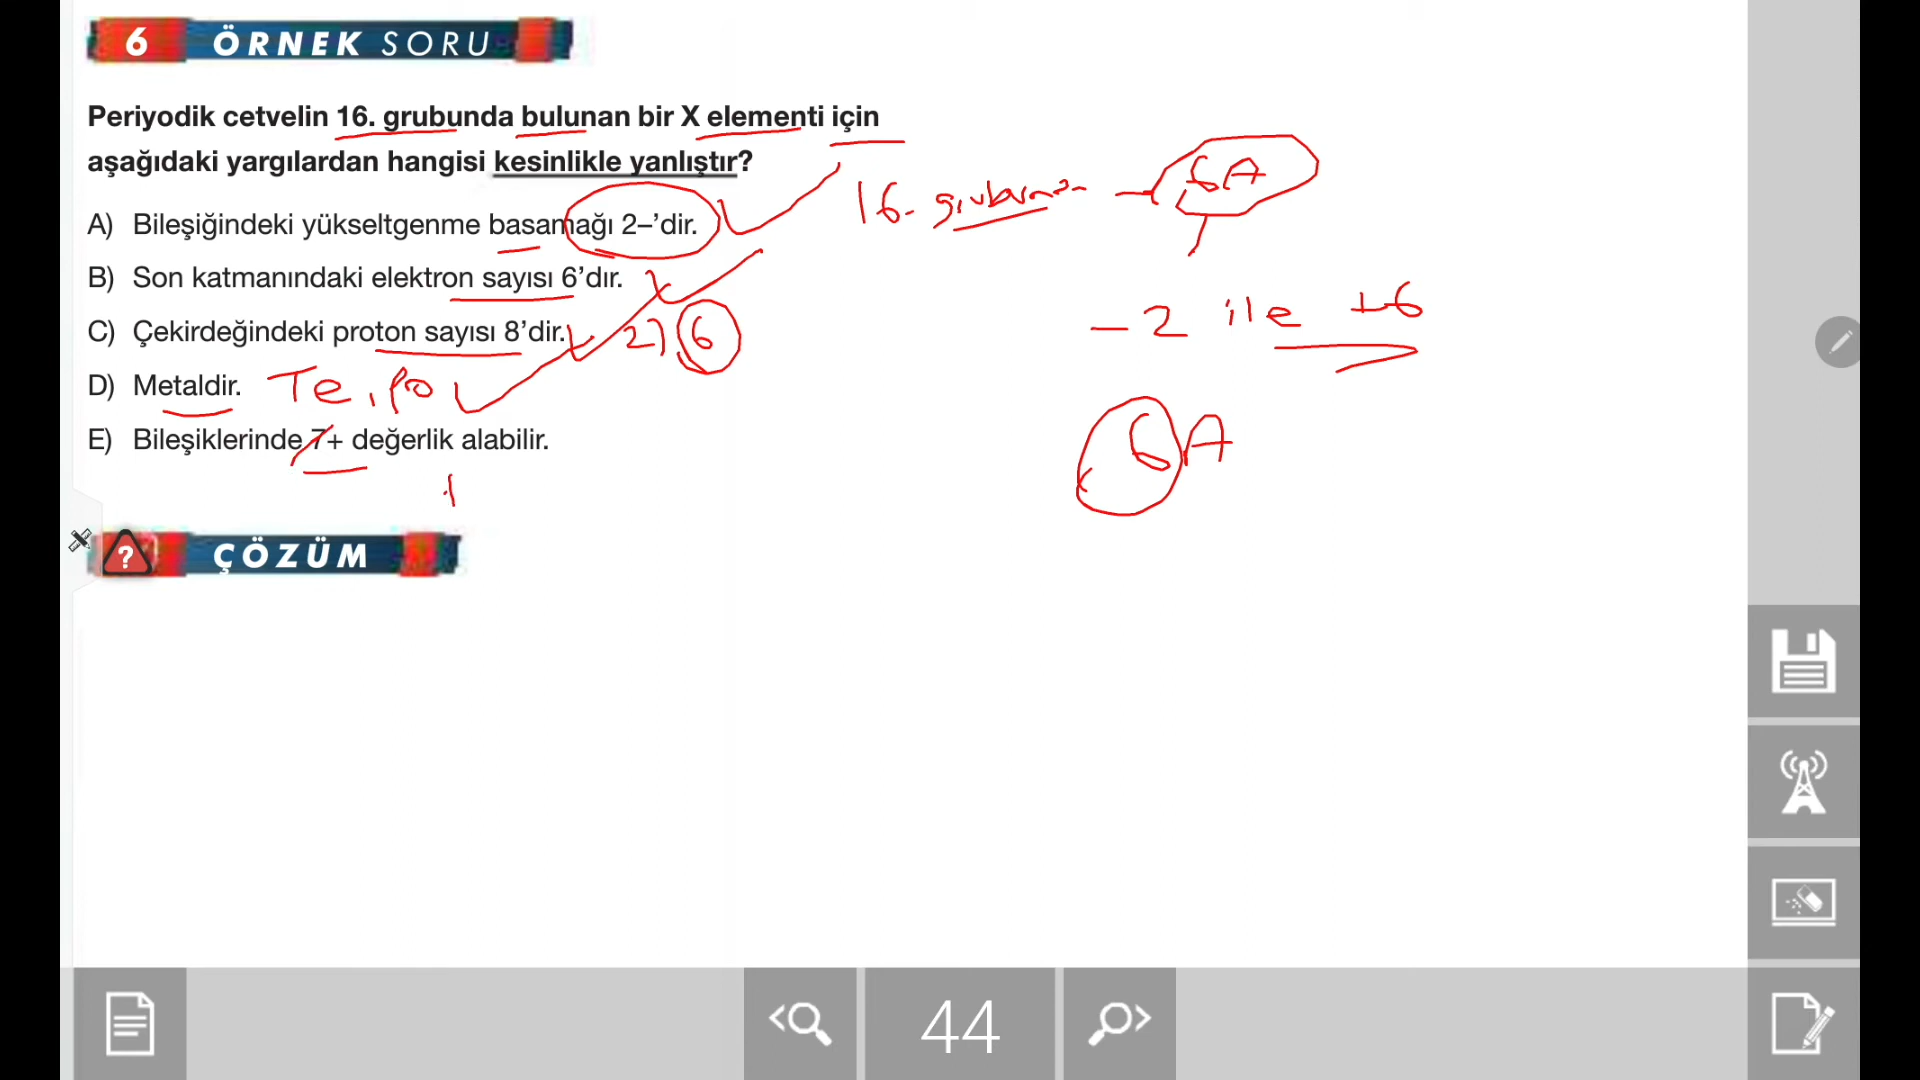 6 ÖRNEK SORU
Periyodik cetvelin 16. grubunda bulunan bir X elementi için
aşağıdaki yargılardan hangisi kesinlikle yanlıştır?
A) Bileşiğindeki yükseltgenme basamağı 2–’dir.
B) Son katmanındaki elektron sayısı 6’dır.
C) Çekirdeğindeki proton sayısı 8’dir. 2) 6
D) Metaldir. Te, Po
E) Bileşiklerinde 7+ değerlik alabilir.
16. 6A
-2 ile +6
6A
? ÇÖZÜM
44